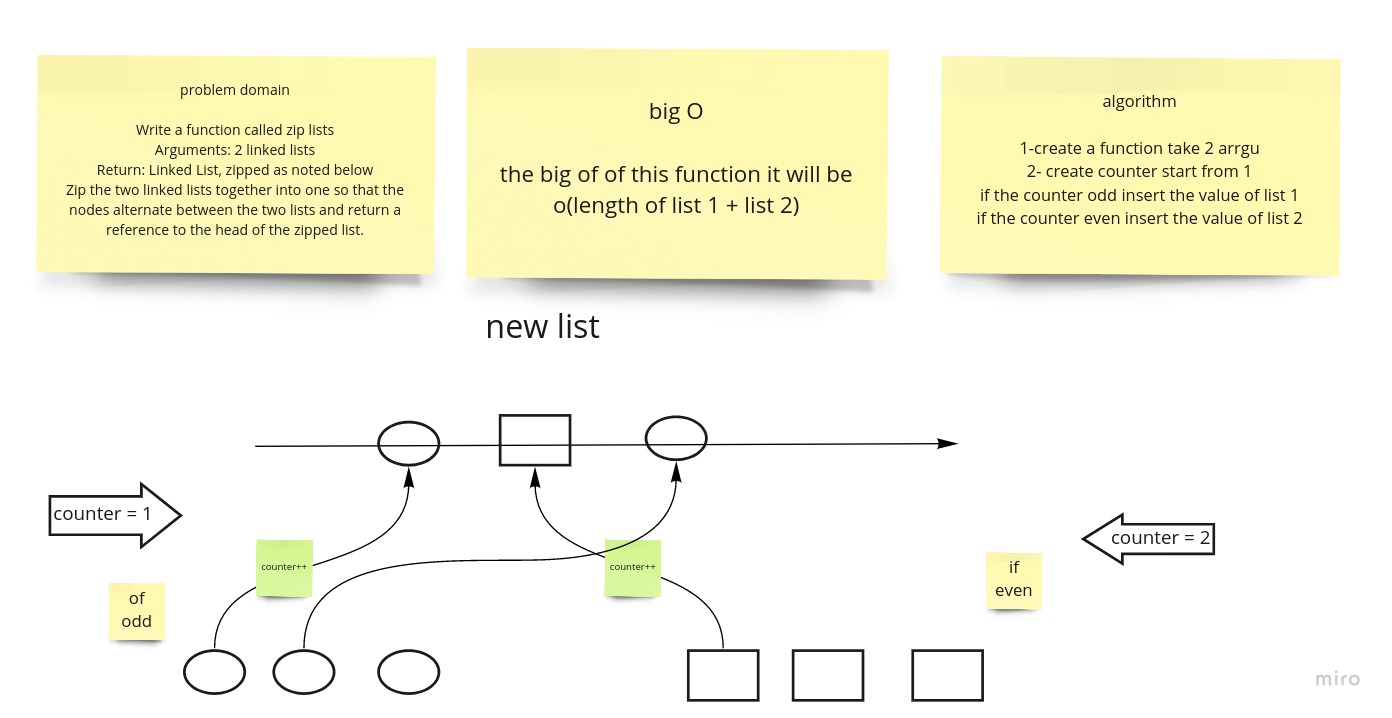 problem domain
Write a function called zip lists
Arguments: 2 linked lists
Return: Linked List, zipped as noted below
Zip the two linked lists together into one so that the
nodes alternate between the two lists and return a
reference to the head of the zipped list.
big O
the big of of this function it will be
o(length of list 1 + list 2)
algorithm
1-create a function take 2 arrgu
2- create counter start from 1
if the counter odd insert the value of list 1
if the counter even insert the value of list 2
new list
counter = 1
counter = 2
counter++
counter++
of
odd
if
even
miro